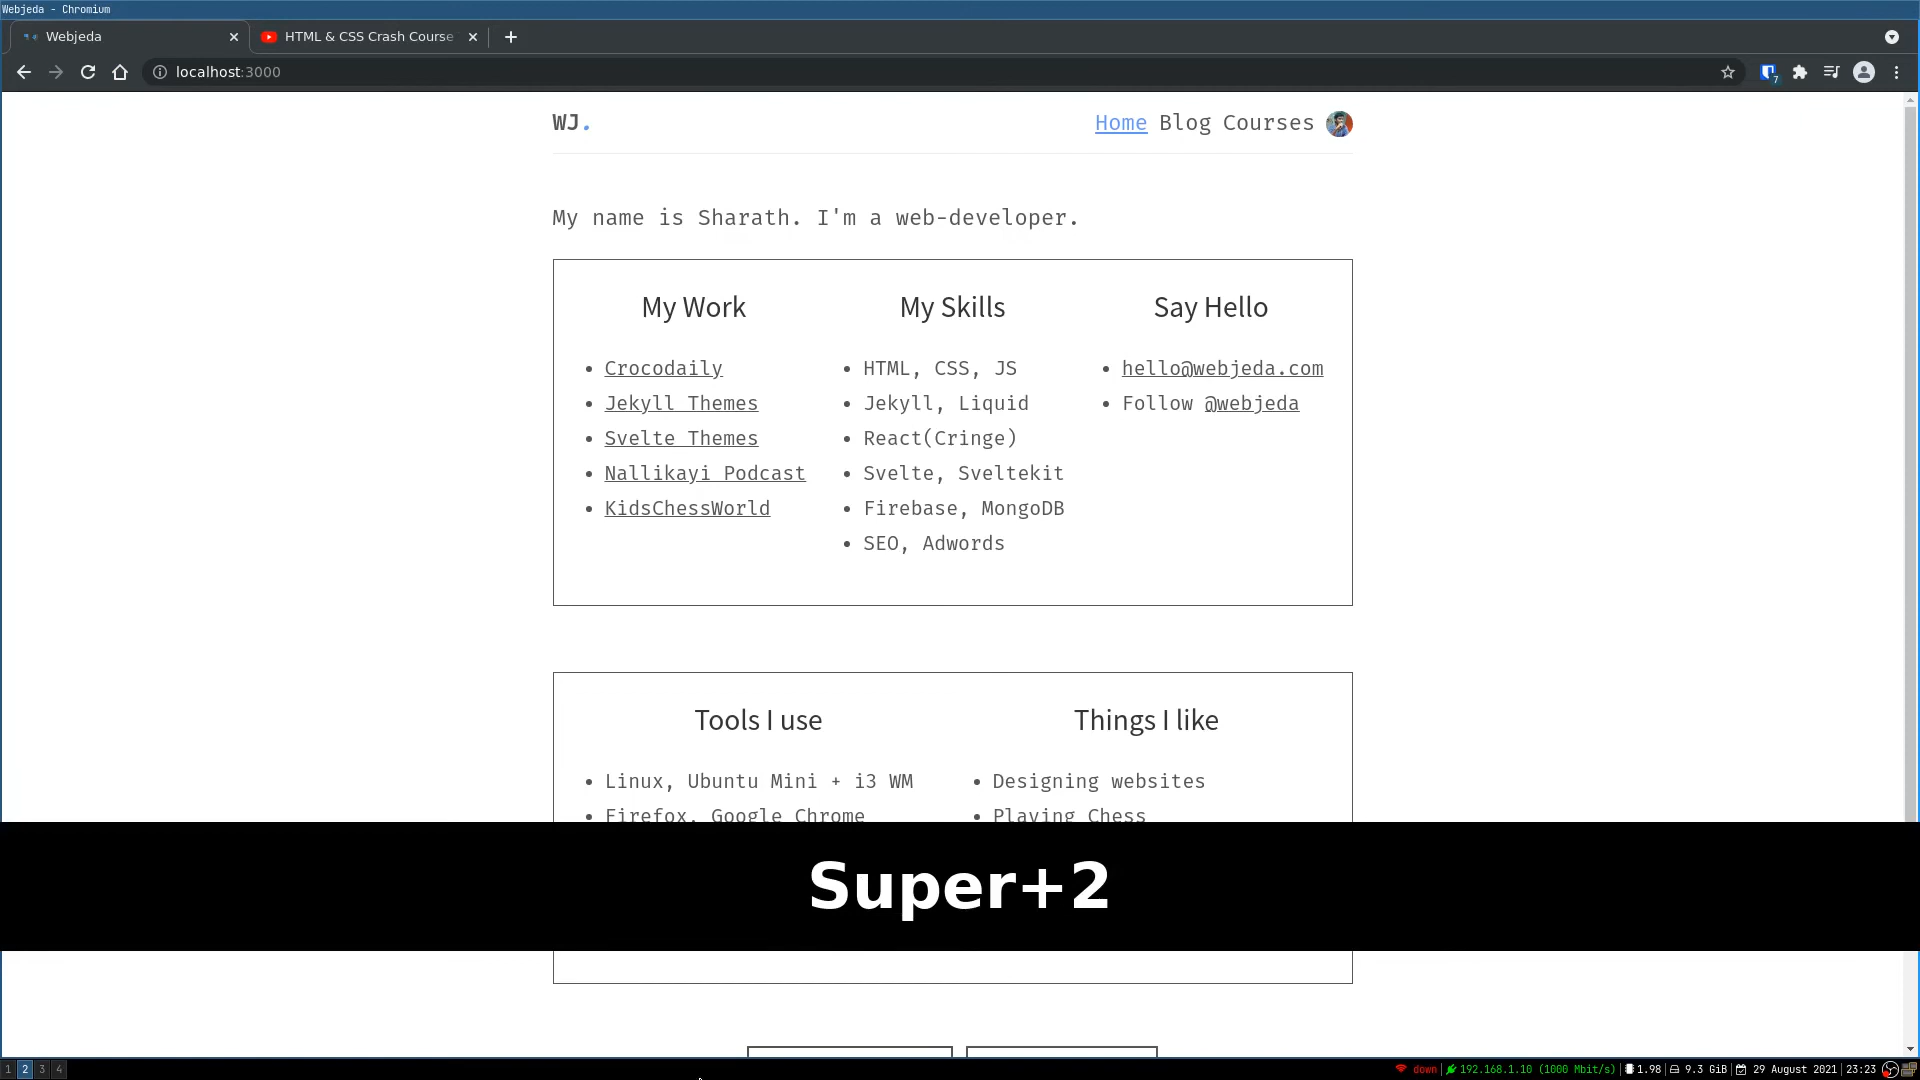 Webjeda - Chromium
Webjeda
HTML & CSS Crash Course
localhost:3000
7
WJ.
Home Blog Courses
My name is Sharath. I'm a web-developer.
My Work
Crocodaily
Jekyll Themes
Svelte Themes
Nallikayi Podcast
KidsChessWorld
My Skills
HTML, CSS, JS
Jekyll, Liquid
React(Cringe)
Svelte, Sveltekit
Firebase, MongoDB
SEO, Adwords
Say Hello
hello@webjeda.com
Follow @webjeda
Tools I use
Linux, Ubuntu Mini + i3 WM
Firefox, Google Chrome
Things I like
Designing websites
Playing Chess
Super+2
1 2 3 4
down 192.168.1.10 (1000 Mbit/s) 1.98 9.3 GiB 29 August 2021 23:23